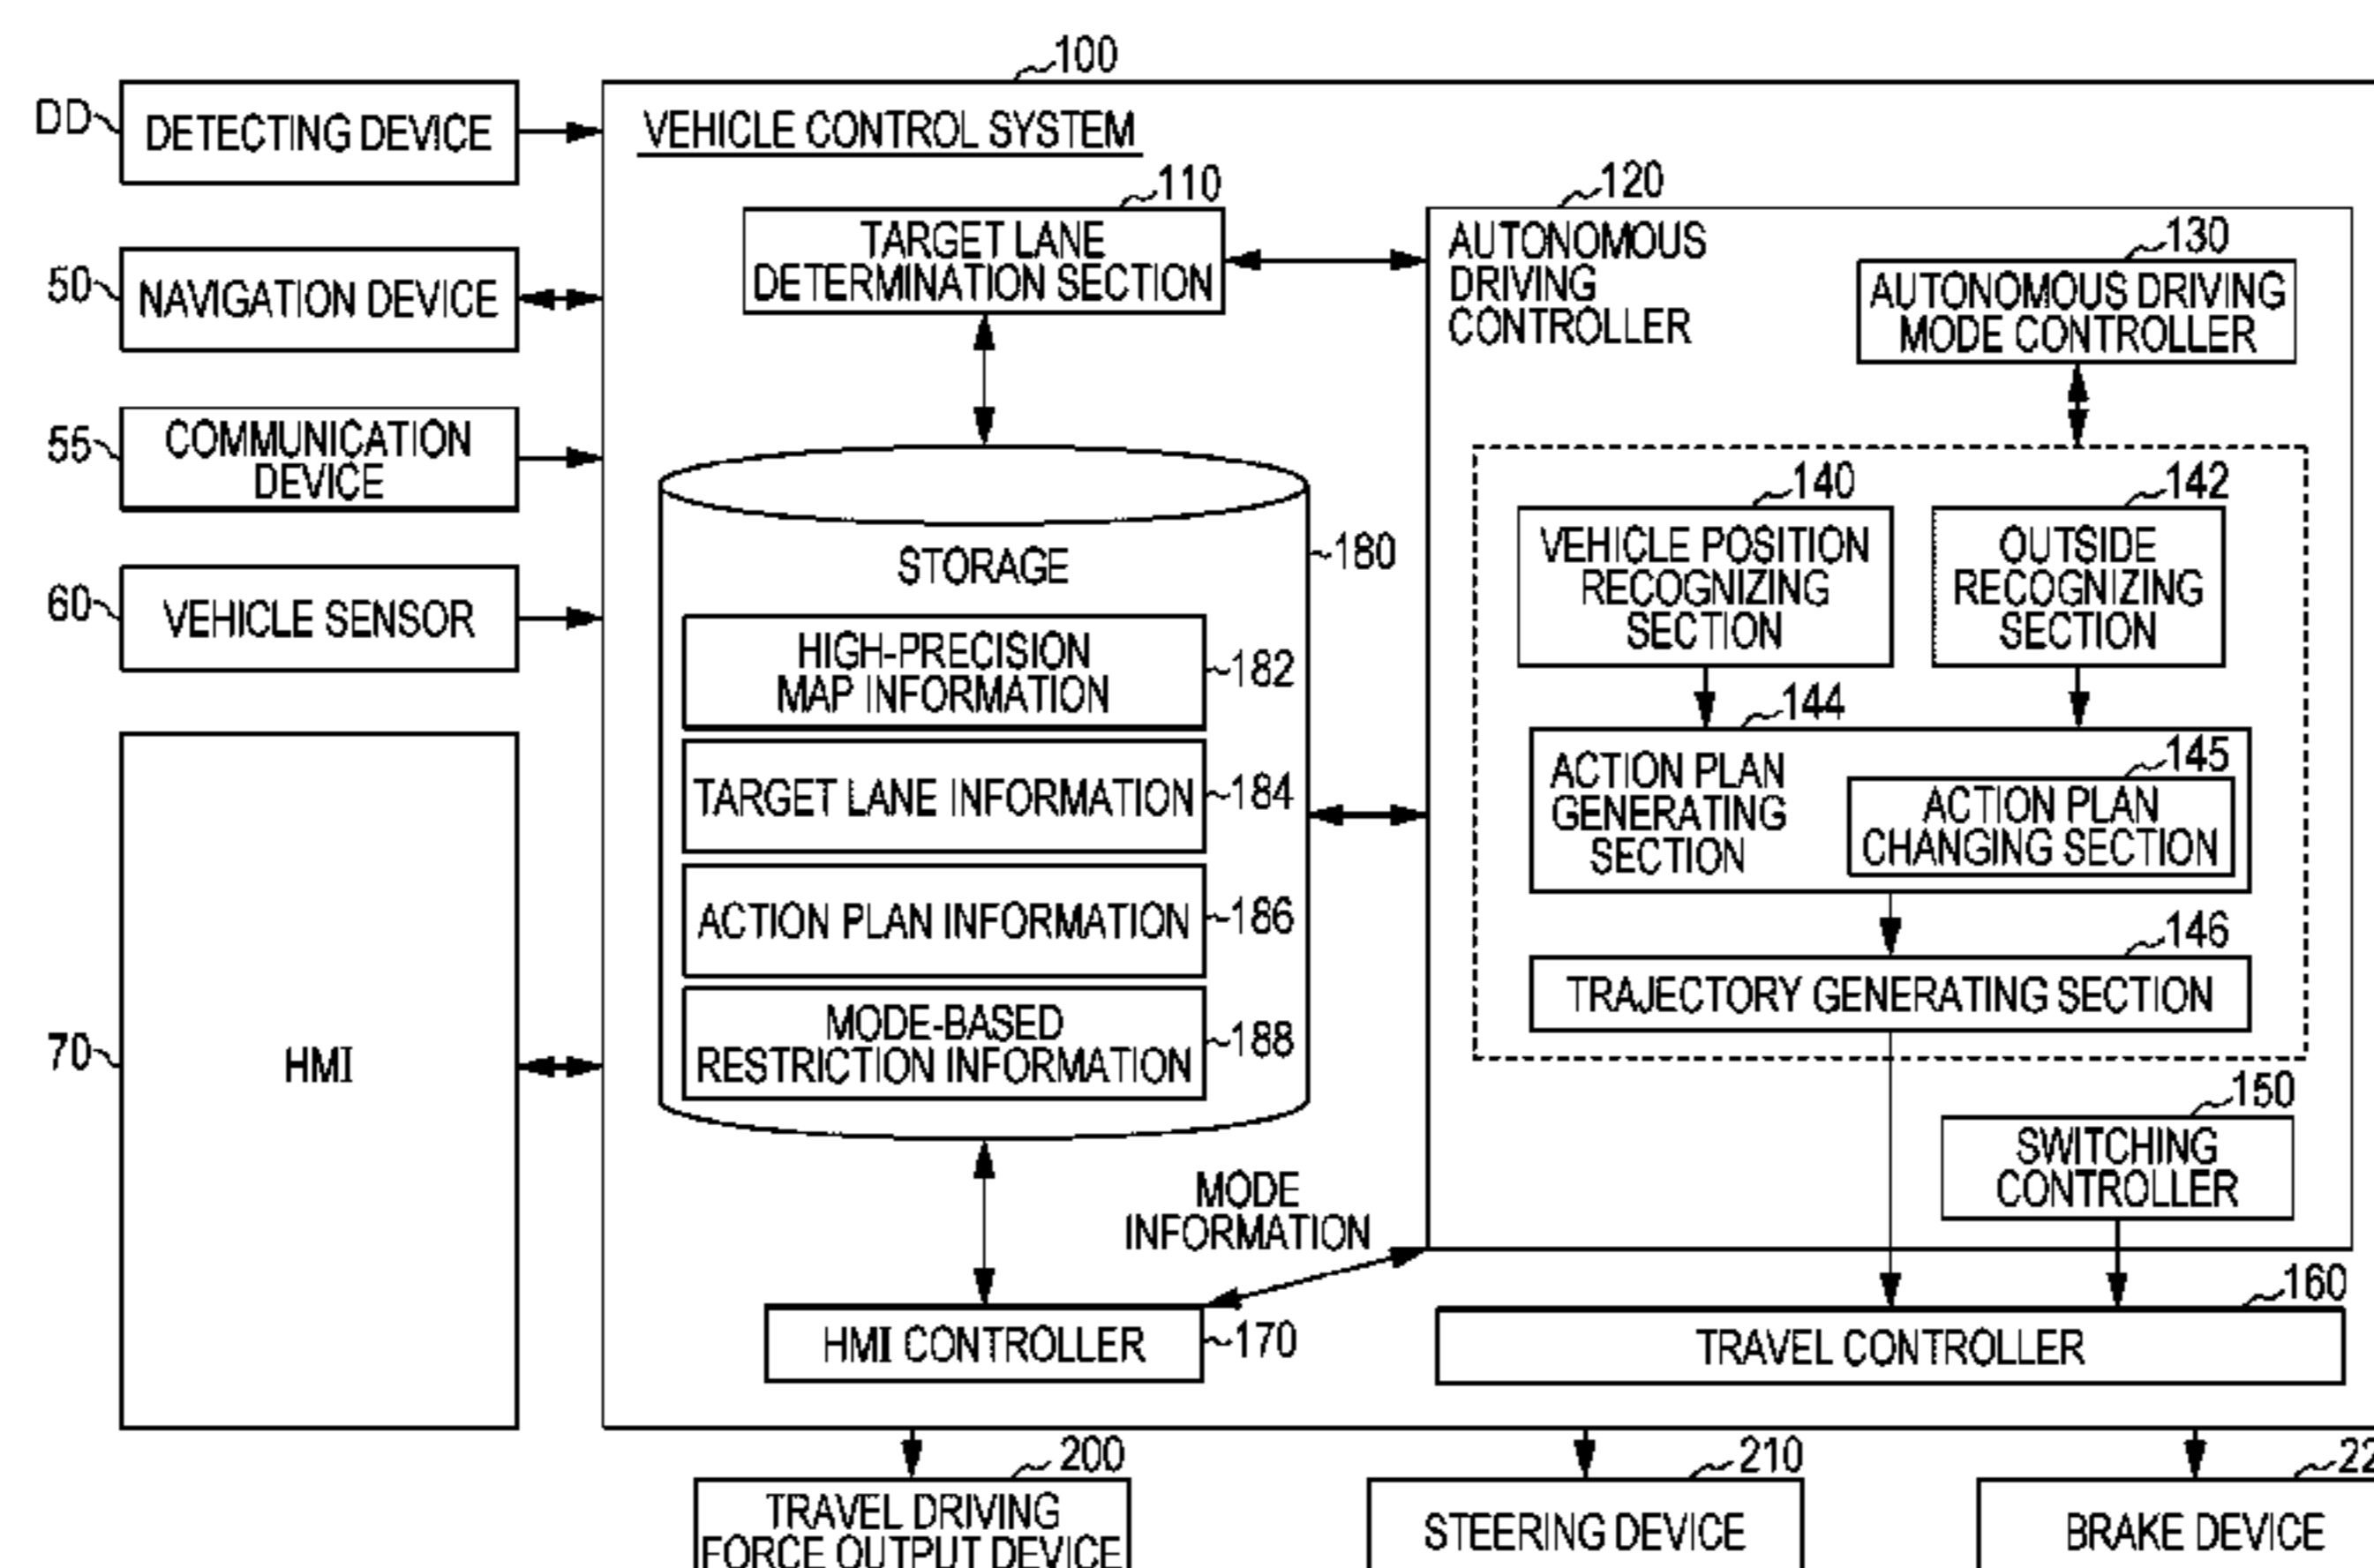 100
DD
DETECTING DEVICE
VEHICLE CONTROL SYSTEM
110
TARGET LANE
DETERMINATION SECTION
120
AUTONOMOUS
DRIVING
CONTROLLER
130
AUTONOMOUS DRIVING
MODE CONTROLLER
50
NAVIGATION DEVICE
55
COMMUNICATION
DEVICE
60
VEHICLE SENSOR
70
HMI
STORAGE
180
HIGH-PRECISION
MAP INFORMATION
182
TARGET LANE INFORMATION
184
ACTION PLAN INFORMATION
186
MODE-BASED
RESTRICTION INFORMATION
188
140
VEHICLE POSITION
RECOGNIZING
SECTION
142
OUTSIDE
RECOGNIZING
SECTION
144
ACTION PLAN
GENERATING
SECTION
145
ACTION PLAN
CHANGING SECTION
146
TRAJECTORY GENERATING SECTION
150
SWITCHING
CONTROLLER
MODE
INFORMATION
HMI CONTROLLER
170
160
TRAVEL CONTROLLER
200
TRAVEL DRIVING
FORCE OUTPUT DEVICE
210
STEERING DEVICE
BRAKE DEVICE